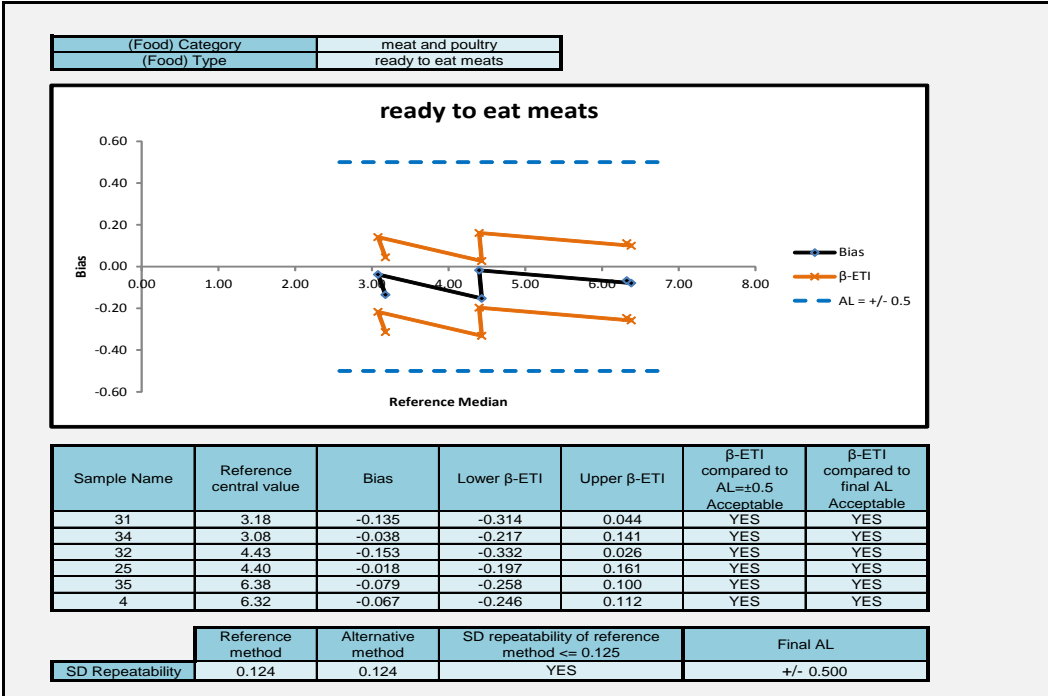 (Food) Category meat and poultry
(Food) Type ready to eat meats
ready to eat meats
0.60
0.40
0.20
0.00
-0.20
-0.40
-0.60
0.00 1.00 2.00 3.00 4.00 5.00 6.00 7.00 8.00
Bias
Reference Median
Bias
β-ETI
AL = +/- 0.5
Sample Name Reference central value Bias Lower β-ETI Upper β-ETI β-ETI compared to AL=±0.5 Acceptable β-ETI compared to final AL Acceptable
31 3.18 -0.135 -0.314 0.044 YES YES
34 3.08 -0.038 -0.217 0.141 YES YES
32 4.43 -0.153 -0.332 0.026 YES YES
25 4.40 -0.018 -0.197 0.161 YES YES
35 6.38 -0.079 -0.258 0.100 YES YES
4 6.32 -0.067 -0.246 0.112 YES YES
Reference method Alternative method SD repeatability of reference method <= 0.125 Final AL
SD Repeatability 0.124 0.124 YES +/- 0.500